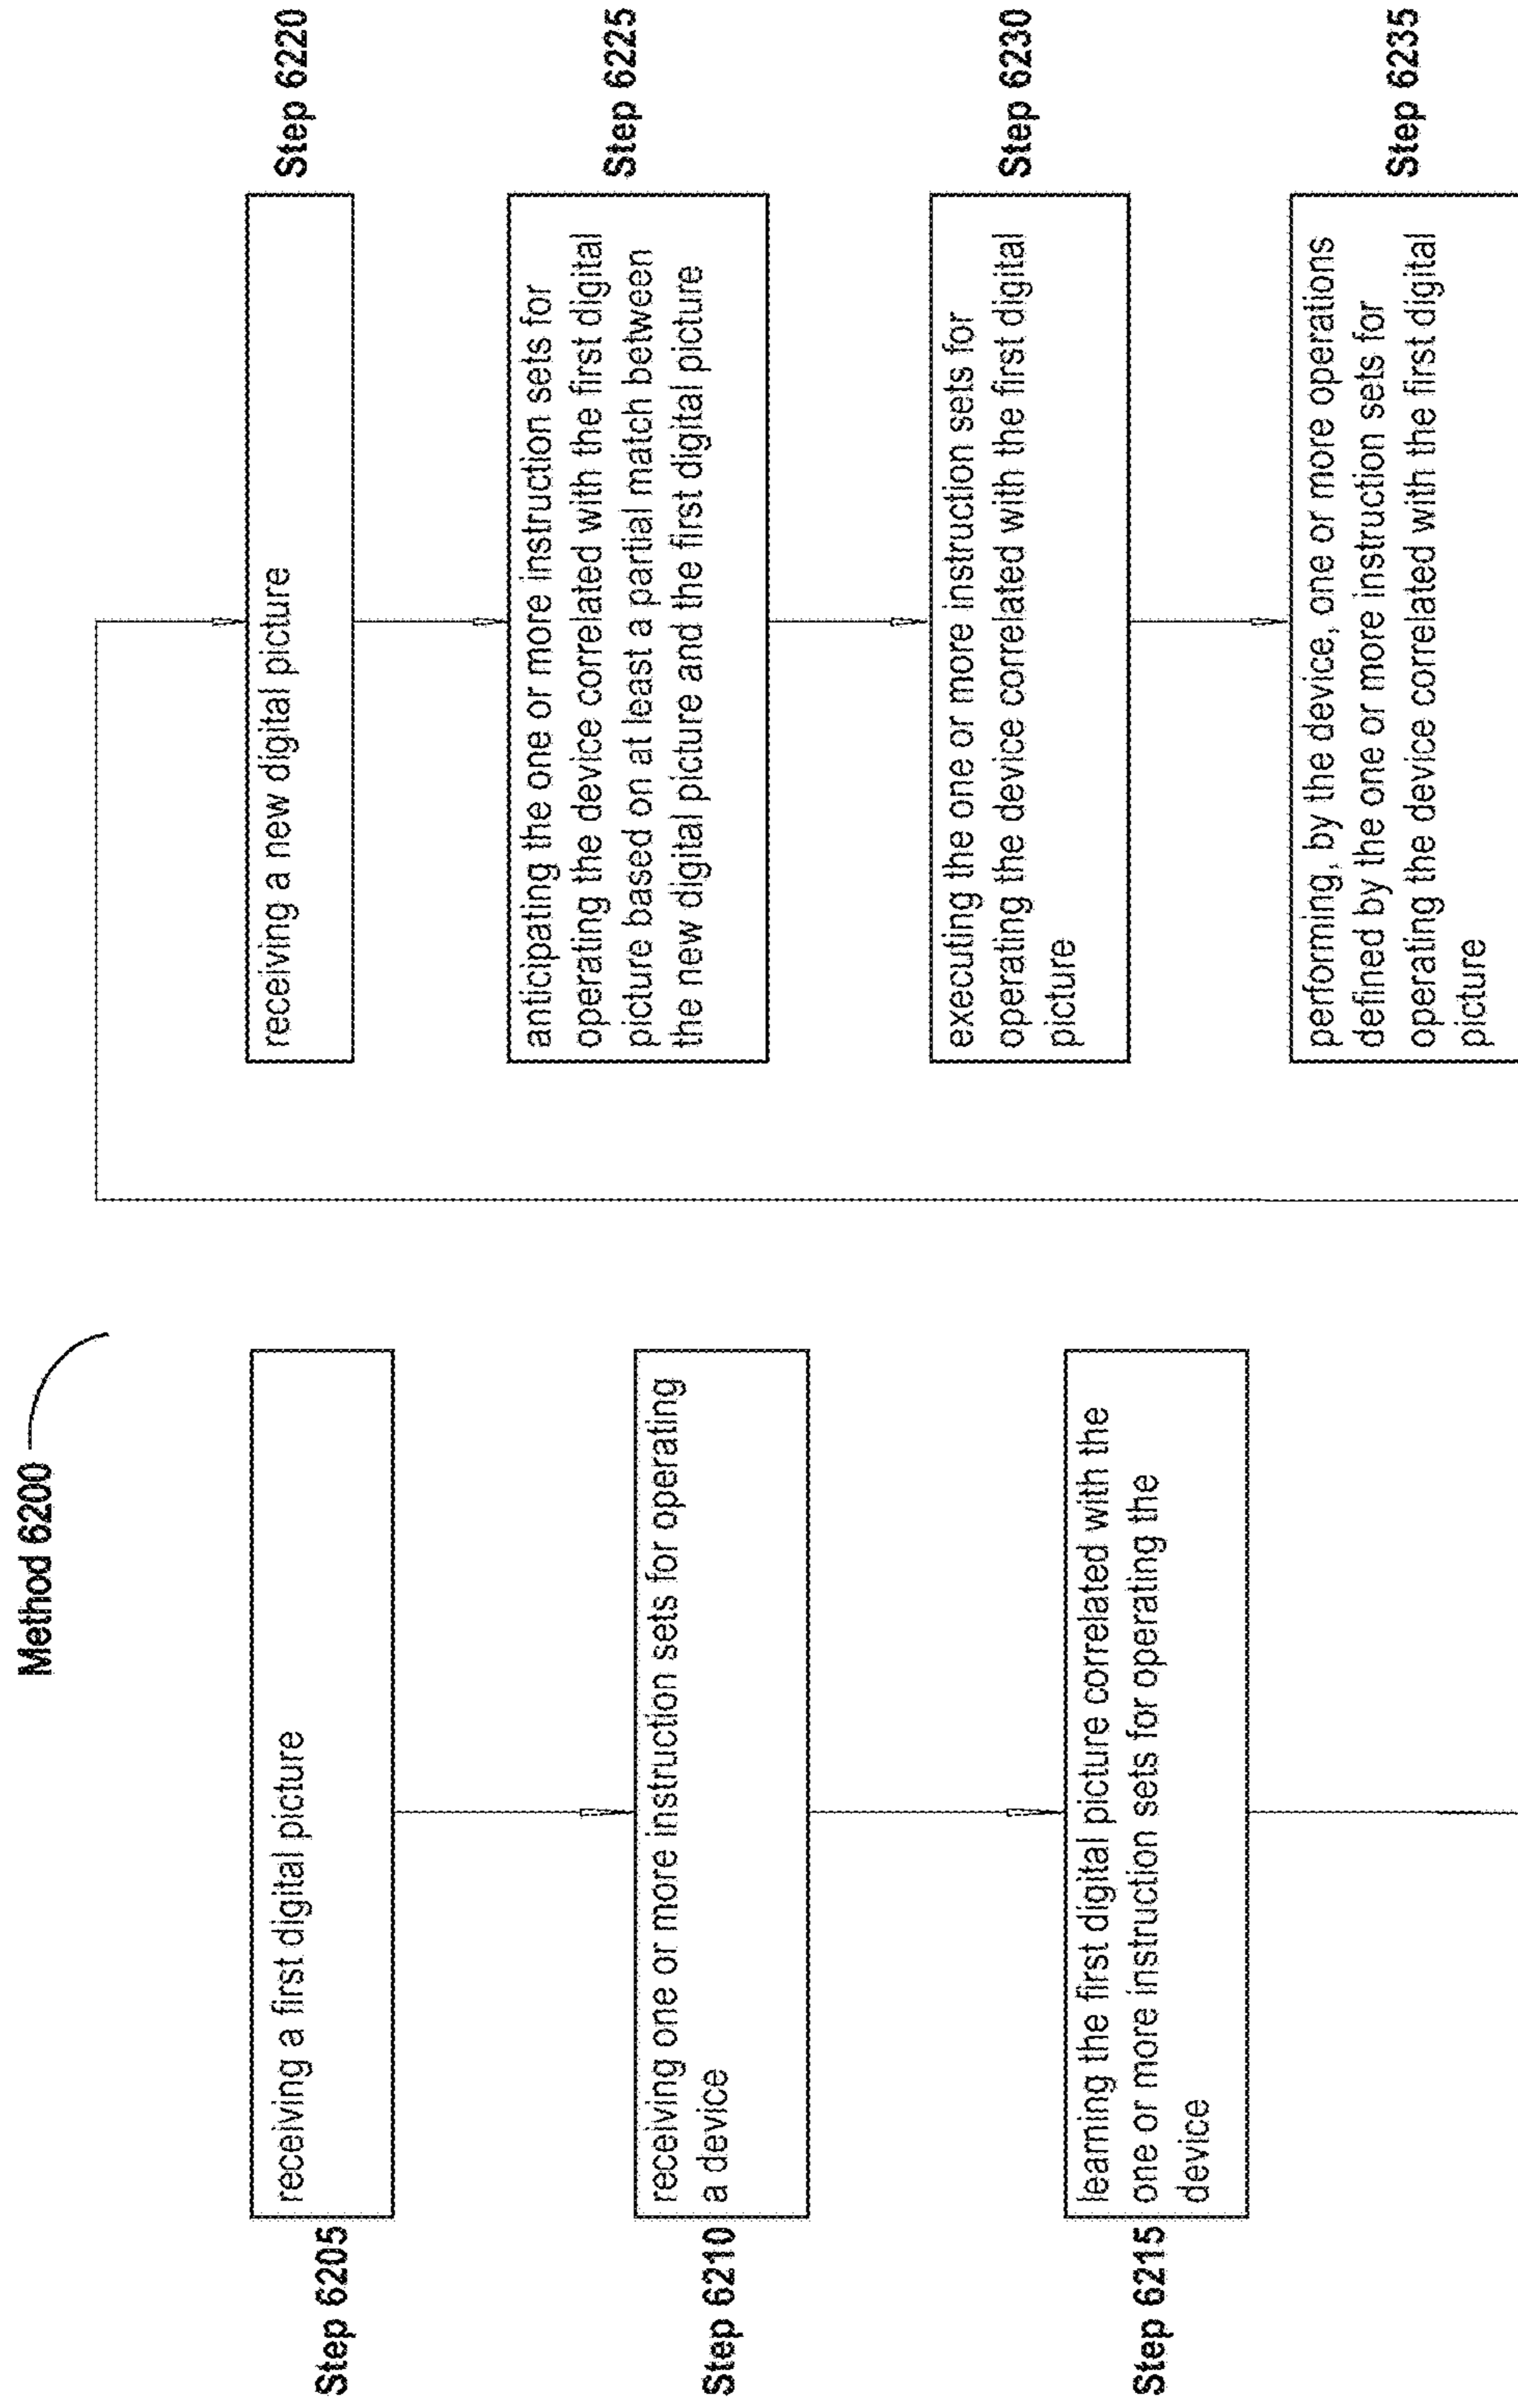 Method 6200
Step 6205
receiving a first digital picture
Step 6210
receiving one or more instruction sets for operating
a device
Step 6215
learning the first digital picture correlated with the
one or more instruction sets for operating the
device
receiving a new digital picture
Step 6220
anticipating the one or more instruction sets for
operating the device correlated with the first digital
picture based on at least a partial match between
the new digital picture and the first digital picture
Step 6225
executing the one or more instruction sets for
operating the device correlated with the first digital
picture
Step 6230
performing, by the device, one or more operations
defined by the one or more instruction sets for
operating the device correlated with the first digital
picture
Step 6235